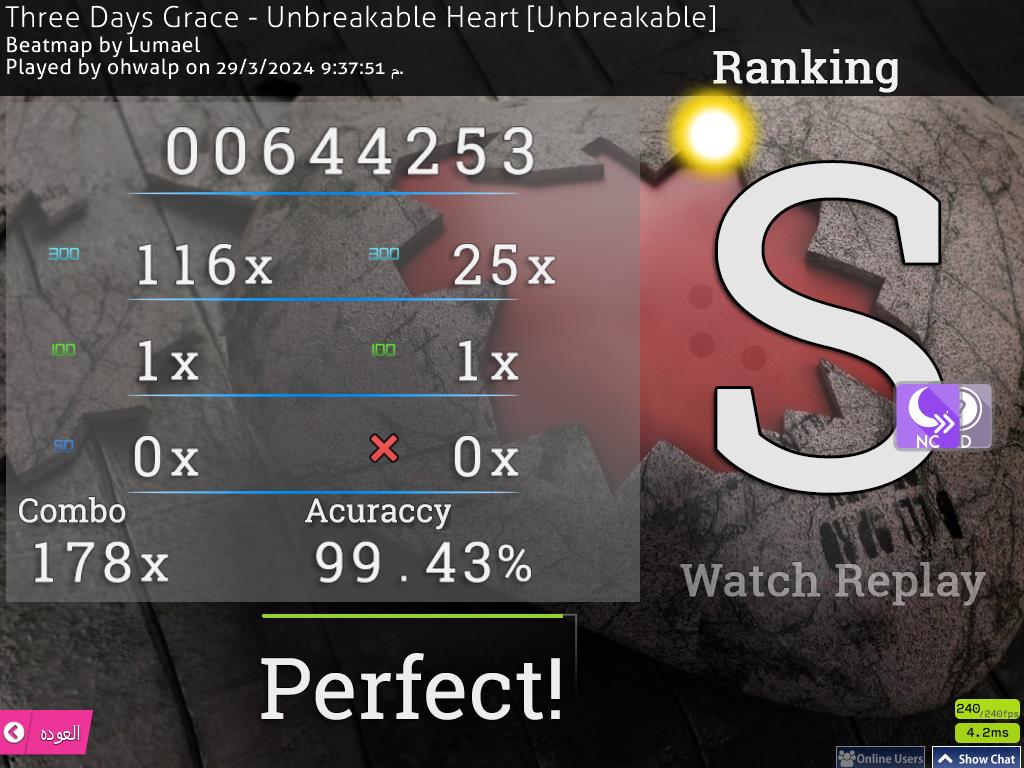 Three Days Grace - Unbreakable Heart [Unbreakable]
Beatmap by Lumael
Played by ohwalp on 29/3/2024 9:37:51 م.
Ranking
00644253
300 116x 300 25x
100 1x 100 1x
50 0x 0x
Combo Acuraccy
178x 99.43%
S
NC D
Watch Replay
Perfect!
العوده
240/240fps
4.2ms
Online Users Show Chat